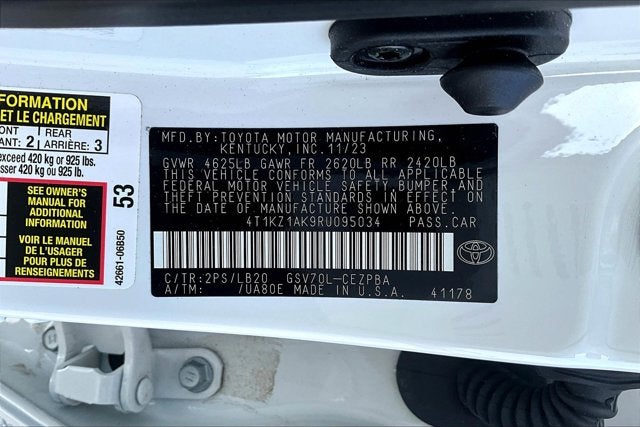 FORMATION
ET LE CHARGEMENT
ONT
ANT: 2
REAR
ARRIÈRE: 3
exceed 420 kg or 925 lbs.
sser 420 kg ou 925 lb.
SEE OWNER'S
MANUAL FOR
ADDITIONAL
INFORMATION
VOIR LE MANUEL
DE L'USAGER
POUR PLUS DE
RENSEIGNEMENTS
53
42661-06B50
MFD.BY:TOYOTA MOTOR MANUFACTURING,
KENTUCKY,INC.11/23
GVWR 4625LB GAWR FR 2620LB RR 2420LB
THIS VEHICLE CONFORMS TO ALL APPLICABLE
FEDERAL MOTOR VEHICLE SAFETY,BUMPER,AND
THEFT PREVENTION STANDARDS IN EFFECT ON
THE DATE OF MANUFACTURE SHOWN ABOVE.
4T1KZ1AK9RU095034 PASS.CAR
C/TR:2PS/LB20 GSV70L-CEZPBA
A/TM: /UA80E MADE IN U.S.A. 41178